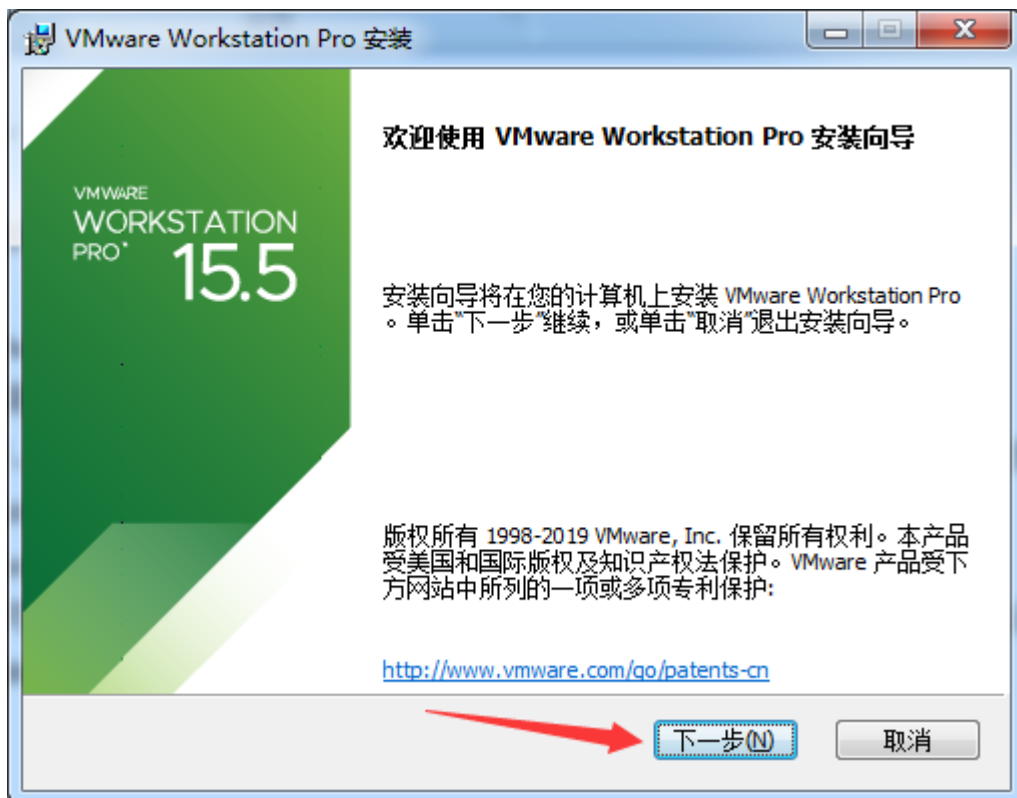 VMware Workstation Pro 安装
欢迎使用 VMware Workstation Pro 安装向导
VMWARE
WORKSTATION
PRO™
15.5
安装向导将在您的计算机上安装 VMware Workstation Pro
。单击"下一步"继续，或单击"取消"退出安装向导。
版权所有 1998-2019 VMware, Inc. 保留所有权利。本产品
受美国和国际版权及知识产权法保护。VMware 产品受下
方网站中所列的一项或多项专利保护:
http://www.vmware.com/go/patents-cn
下一步(N)
取消